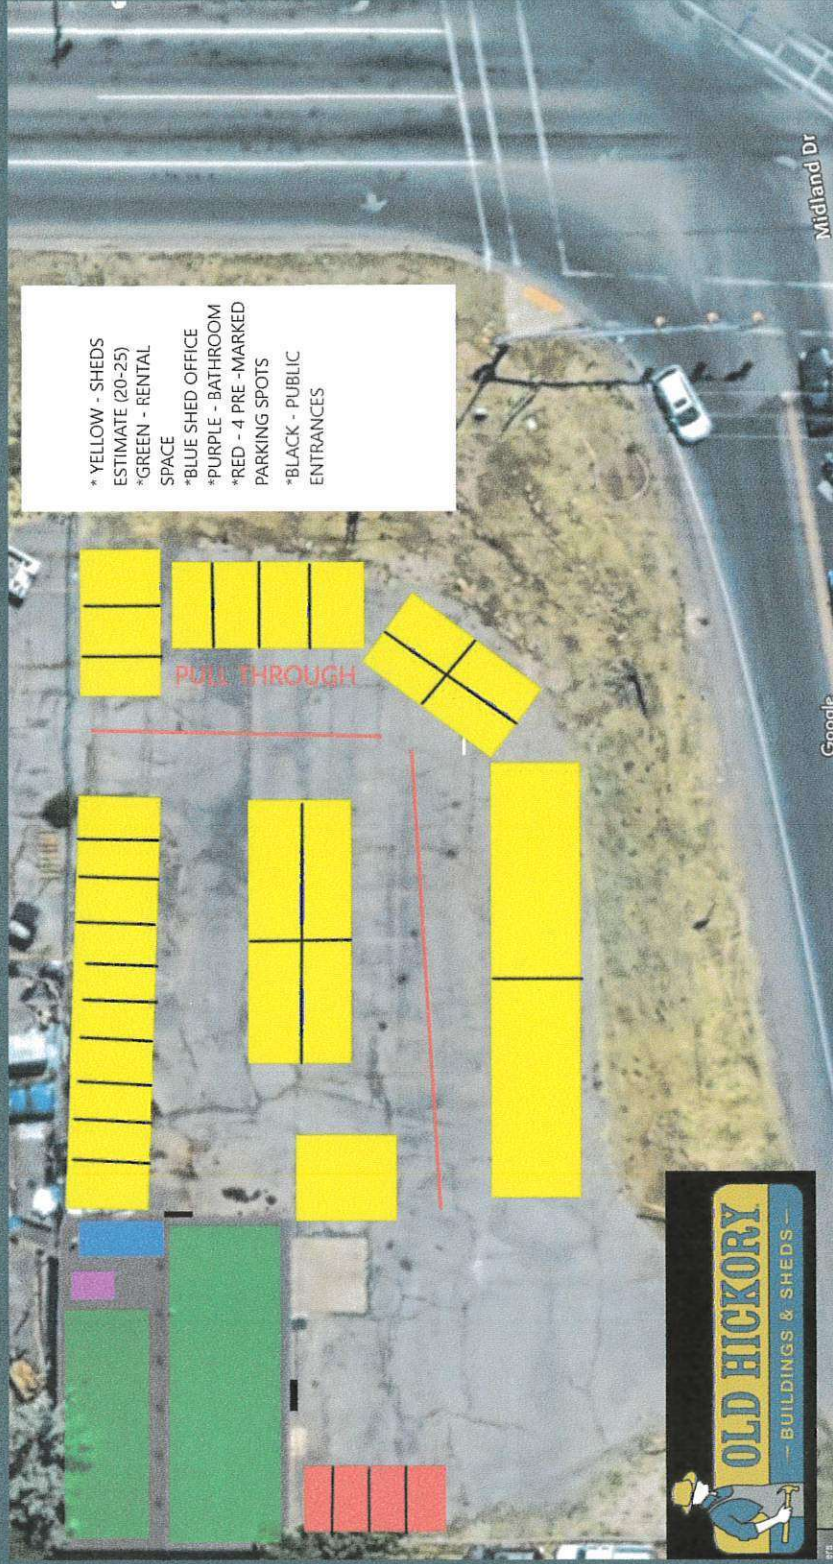 * YELLOW - SHEDS
ESTIMATE (20-25)
*GREEN - RENTAL
SPACE
*BLUE SHED OFFICE
*PURPLE - BATHROOM
*RED - 4 PRE -MARKED
PARKING SPOTS
*BLACK - PUBLIC
ENTRANCES
PULL THROUGH
Midland Dr
Google
OLD HICKORY
BUILDINGS & SHEDS